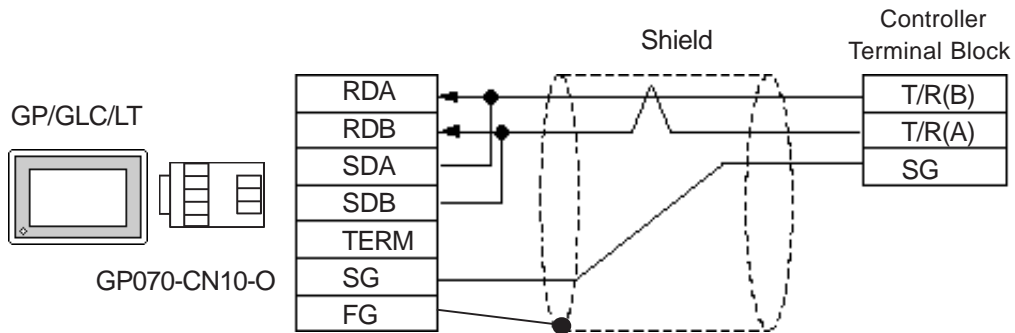 Controller
Terminal Block
Shield
GP/GLC/LT
GP070-CN10-O
RDA
RDB
SDA
SDB
TERM
SG
FG
T/R(B)
T/R(A)
SG